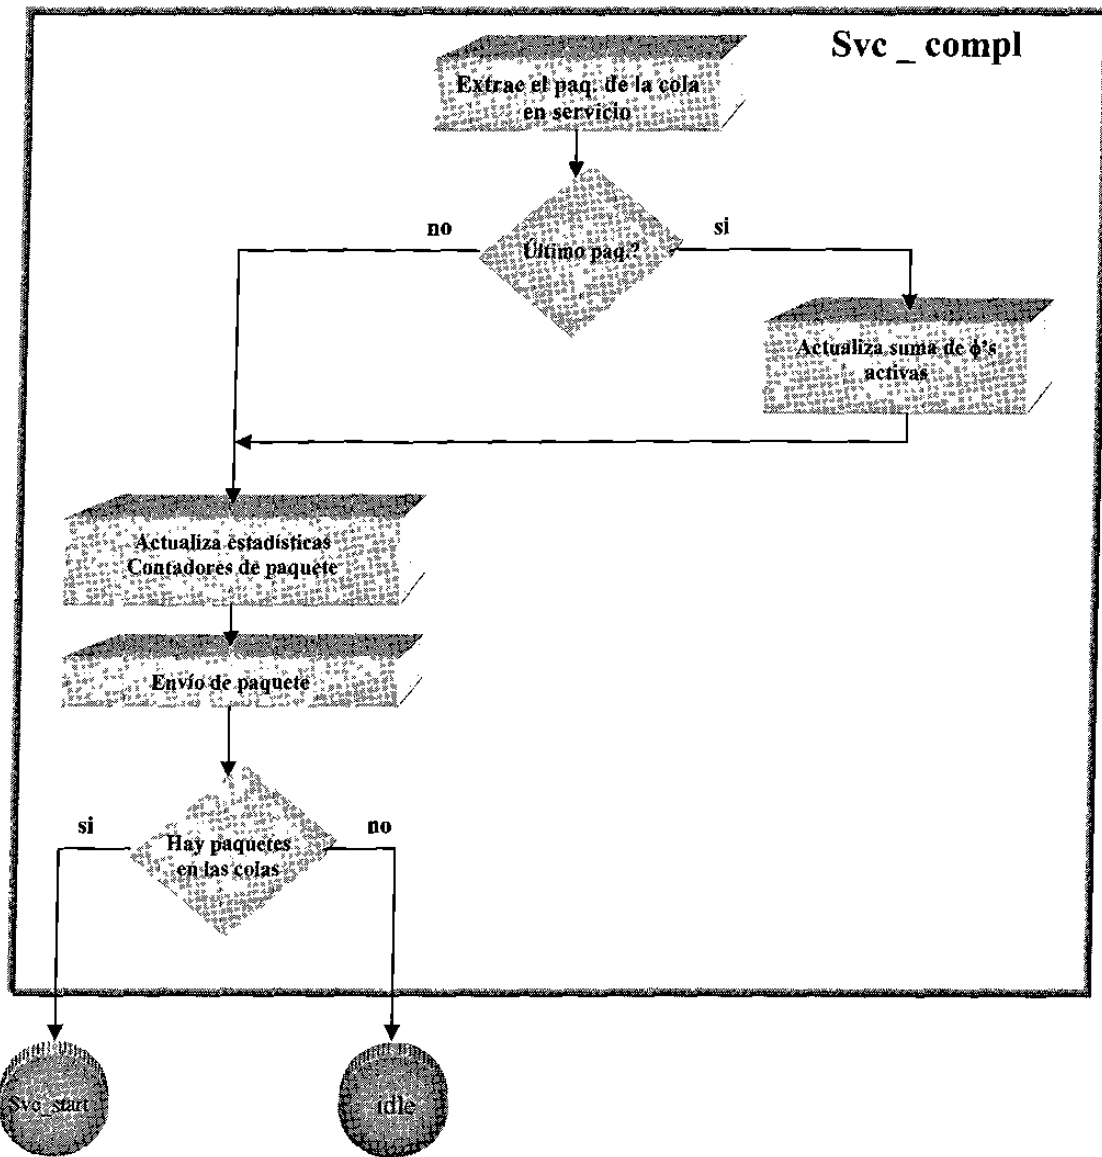 Svc _ compl
Extrae el paq. de la cola
en servicio
no
si
Último paq.?
Actualiza suma de ϕ's
activas
Actualiza estadísticas
Contadores de paquete
Envío de paquete
si
no
Hay paquetes
en las colas
Svc_start
idle